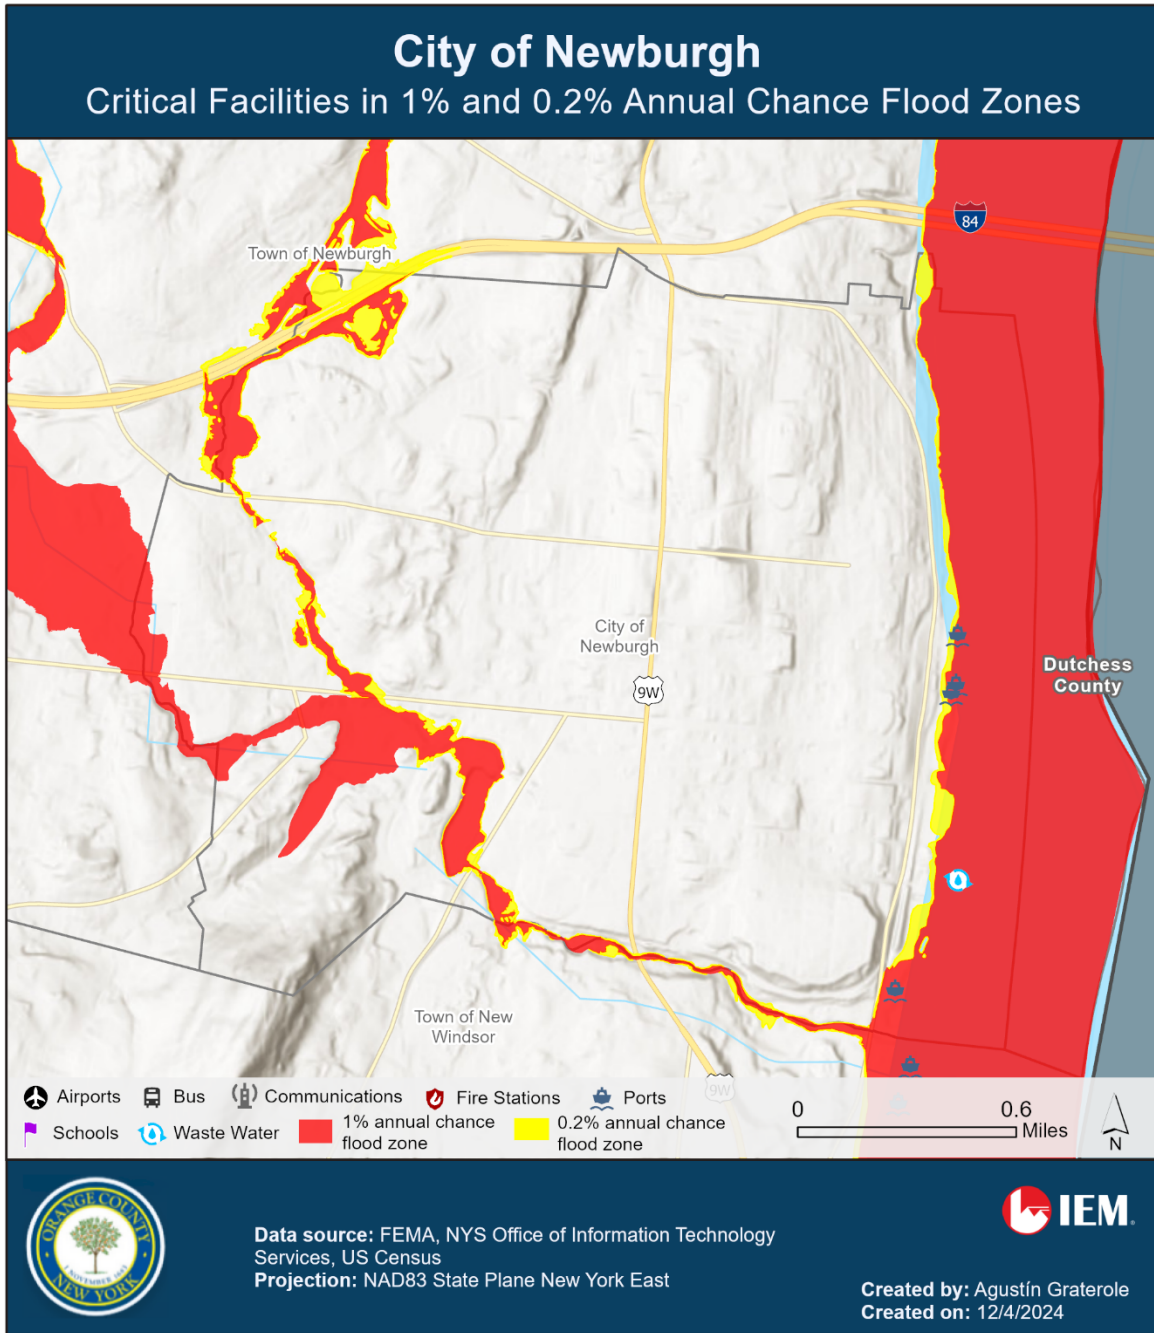 City of Newburgh
Critical Facilities in 1% and 0.2% Annual Chance Flood Zones
84
Town of Newburgh
City of
Newburgh
9W
Dutchess
County
Town of New
Windsor
9W
Airports
Bus
Communications
Fire Stations
Ports
Schools
Waste Water
1% annual chance
flood zone
0.2% annual chance
flood zone
0
0.6
Miles
N
ORANGE COUNTY
NEW YORK
Data source: FEMA, NYS Office of Information Technology
Services, US Census
Projection: NAD83 State Plane New York East
IEM
Created by: Agustín Graterole
Created on: 12/4/2024